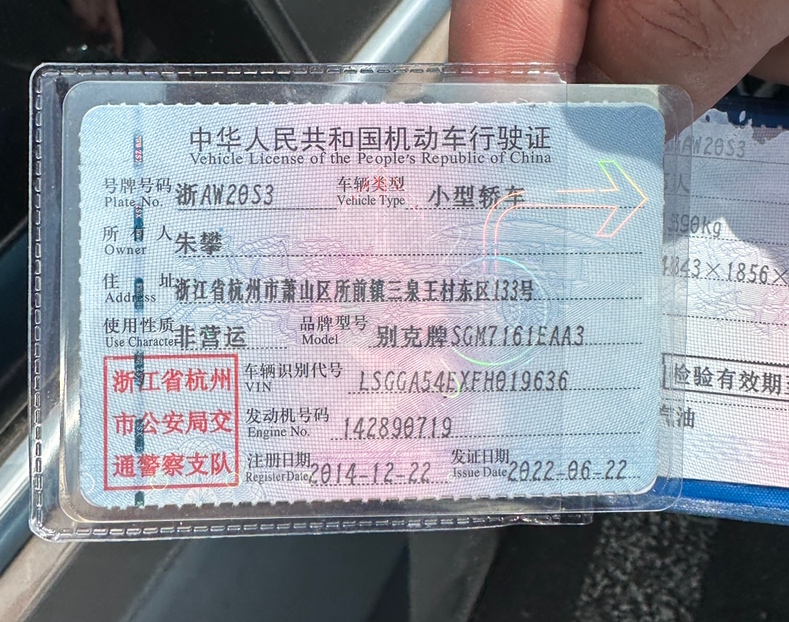 中华人民共和国机动车行驶证
Vehicle License of the People's Republic of China
号牌号码 浙AW20S3 车辆类型 小型轿车
Plate No. Vehicle Type
所有人 朱攀
Owner
住址 浙江省杭州市萧山区所前镇三泉王村东区133号
Address
使用性质 非营运 品牌型号 别克牌SGM7161EAA3
Use Character Model
浙江省杭州
市公安局交
通警察支队
车辆识别代号 LSGGA54EXFH019636
VIN
发动机号码 142890719
Engine No.
注册日期 2014-12-22 发证日期 2022-06-22
Register Date Issue Date
AW20S3
人
590kg
843×1856×
检验有效期
汽油